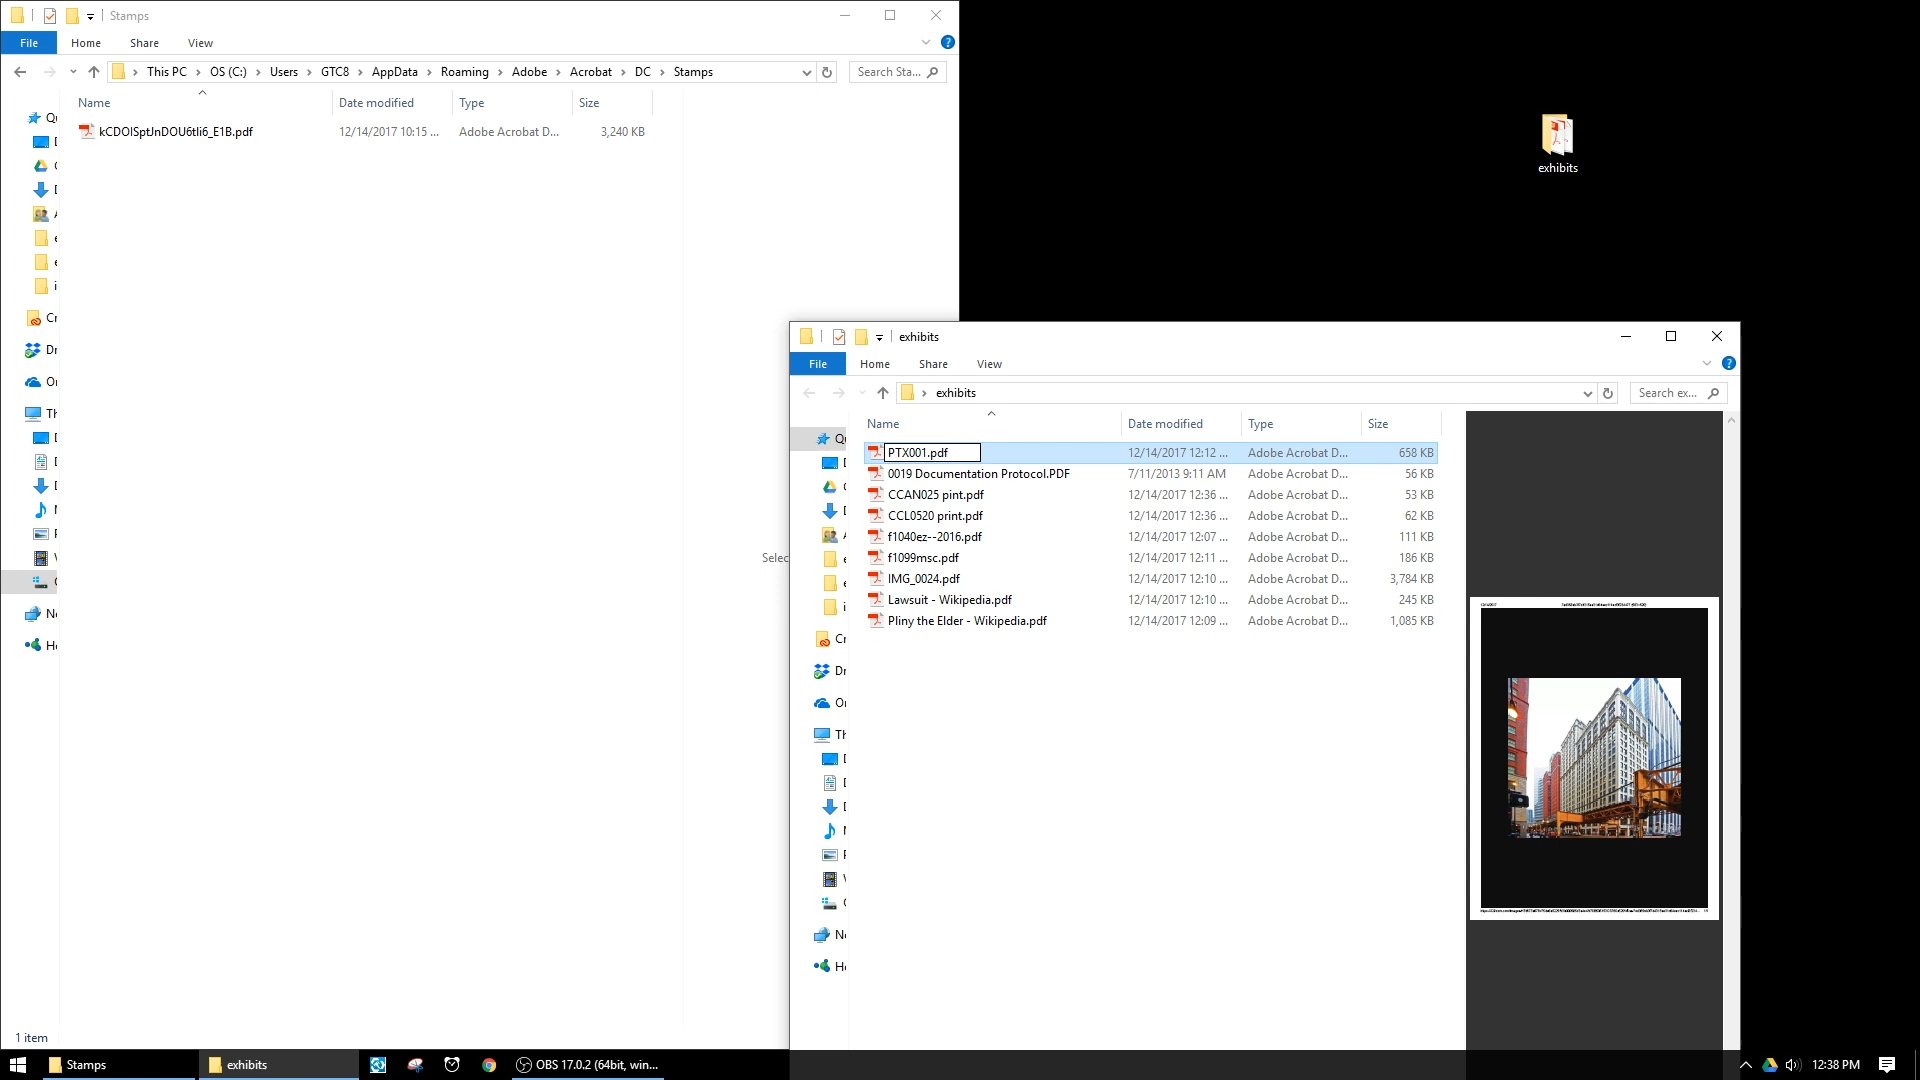 Stamps
File Home Share View
This PC OS (C:) Users GTC8 AppData Roaming Adobe Acrobat DC Stamps
Search Sta...
Name Date modified Type Size
kCDOlSptJnDOU6tli6_E1B.pdf 12/14/2017 10:15 ... Adobe Acrobat D... 3,240 KB
Selec
1 item
exhibits
exhibits
File Home Share View
exhibits
Search ex...
Name Date modified Type Size
PTX001.pdf 12/14/2017 12:12 ... Adobe Acrobat D... 658 KB
0019 Documentation Protocol.PDF 7/11/2013 9:11 AM Adobe Acrobat D... 56 KB
CCAN025 pint.pdf 12/14/2017 12:36 ... Adobe Acrobat D... 53 KB
CCL0520 print.pdf 12/14/2017 12:36 ... Adobe Acrobat D... 62 KB
f1040ez--2016.pdf 12/14/2017 12:07 ... Adobe Acrobat D... 111 KB
f1099msc.pdf 12/14/2017 12:11 ... Adobe Acrobat D... 186 KB
IMG_0024.pdf 12/14/2017 12:10 ... Adobe Acrobat D... 3,784 KB
Lawsuit - Wikipedia.pdf 12/14/2017 12:10 ... Adobe Acrobat D... 245 KB
Pliny the Elder - Wikipedia.pdf 12/14/2017 12:09 ... Adobe Acrobat D... 1,085 KB
Stamps
exhibits
OBS 17.0.2 (64bit, win...
12:38 PM